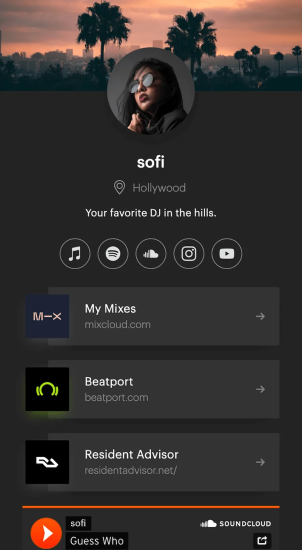 sofi
Hollywood
Your favorite DJ in the hills.
My Mixes
mixcloud.com
Beatport
beatport.com
Resident Advisor
residentadvisor.net/
sofi
SOUNDCLOUD
Guess Who